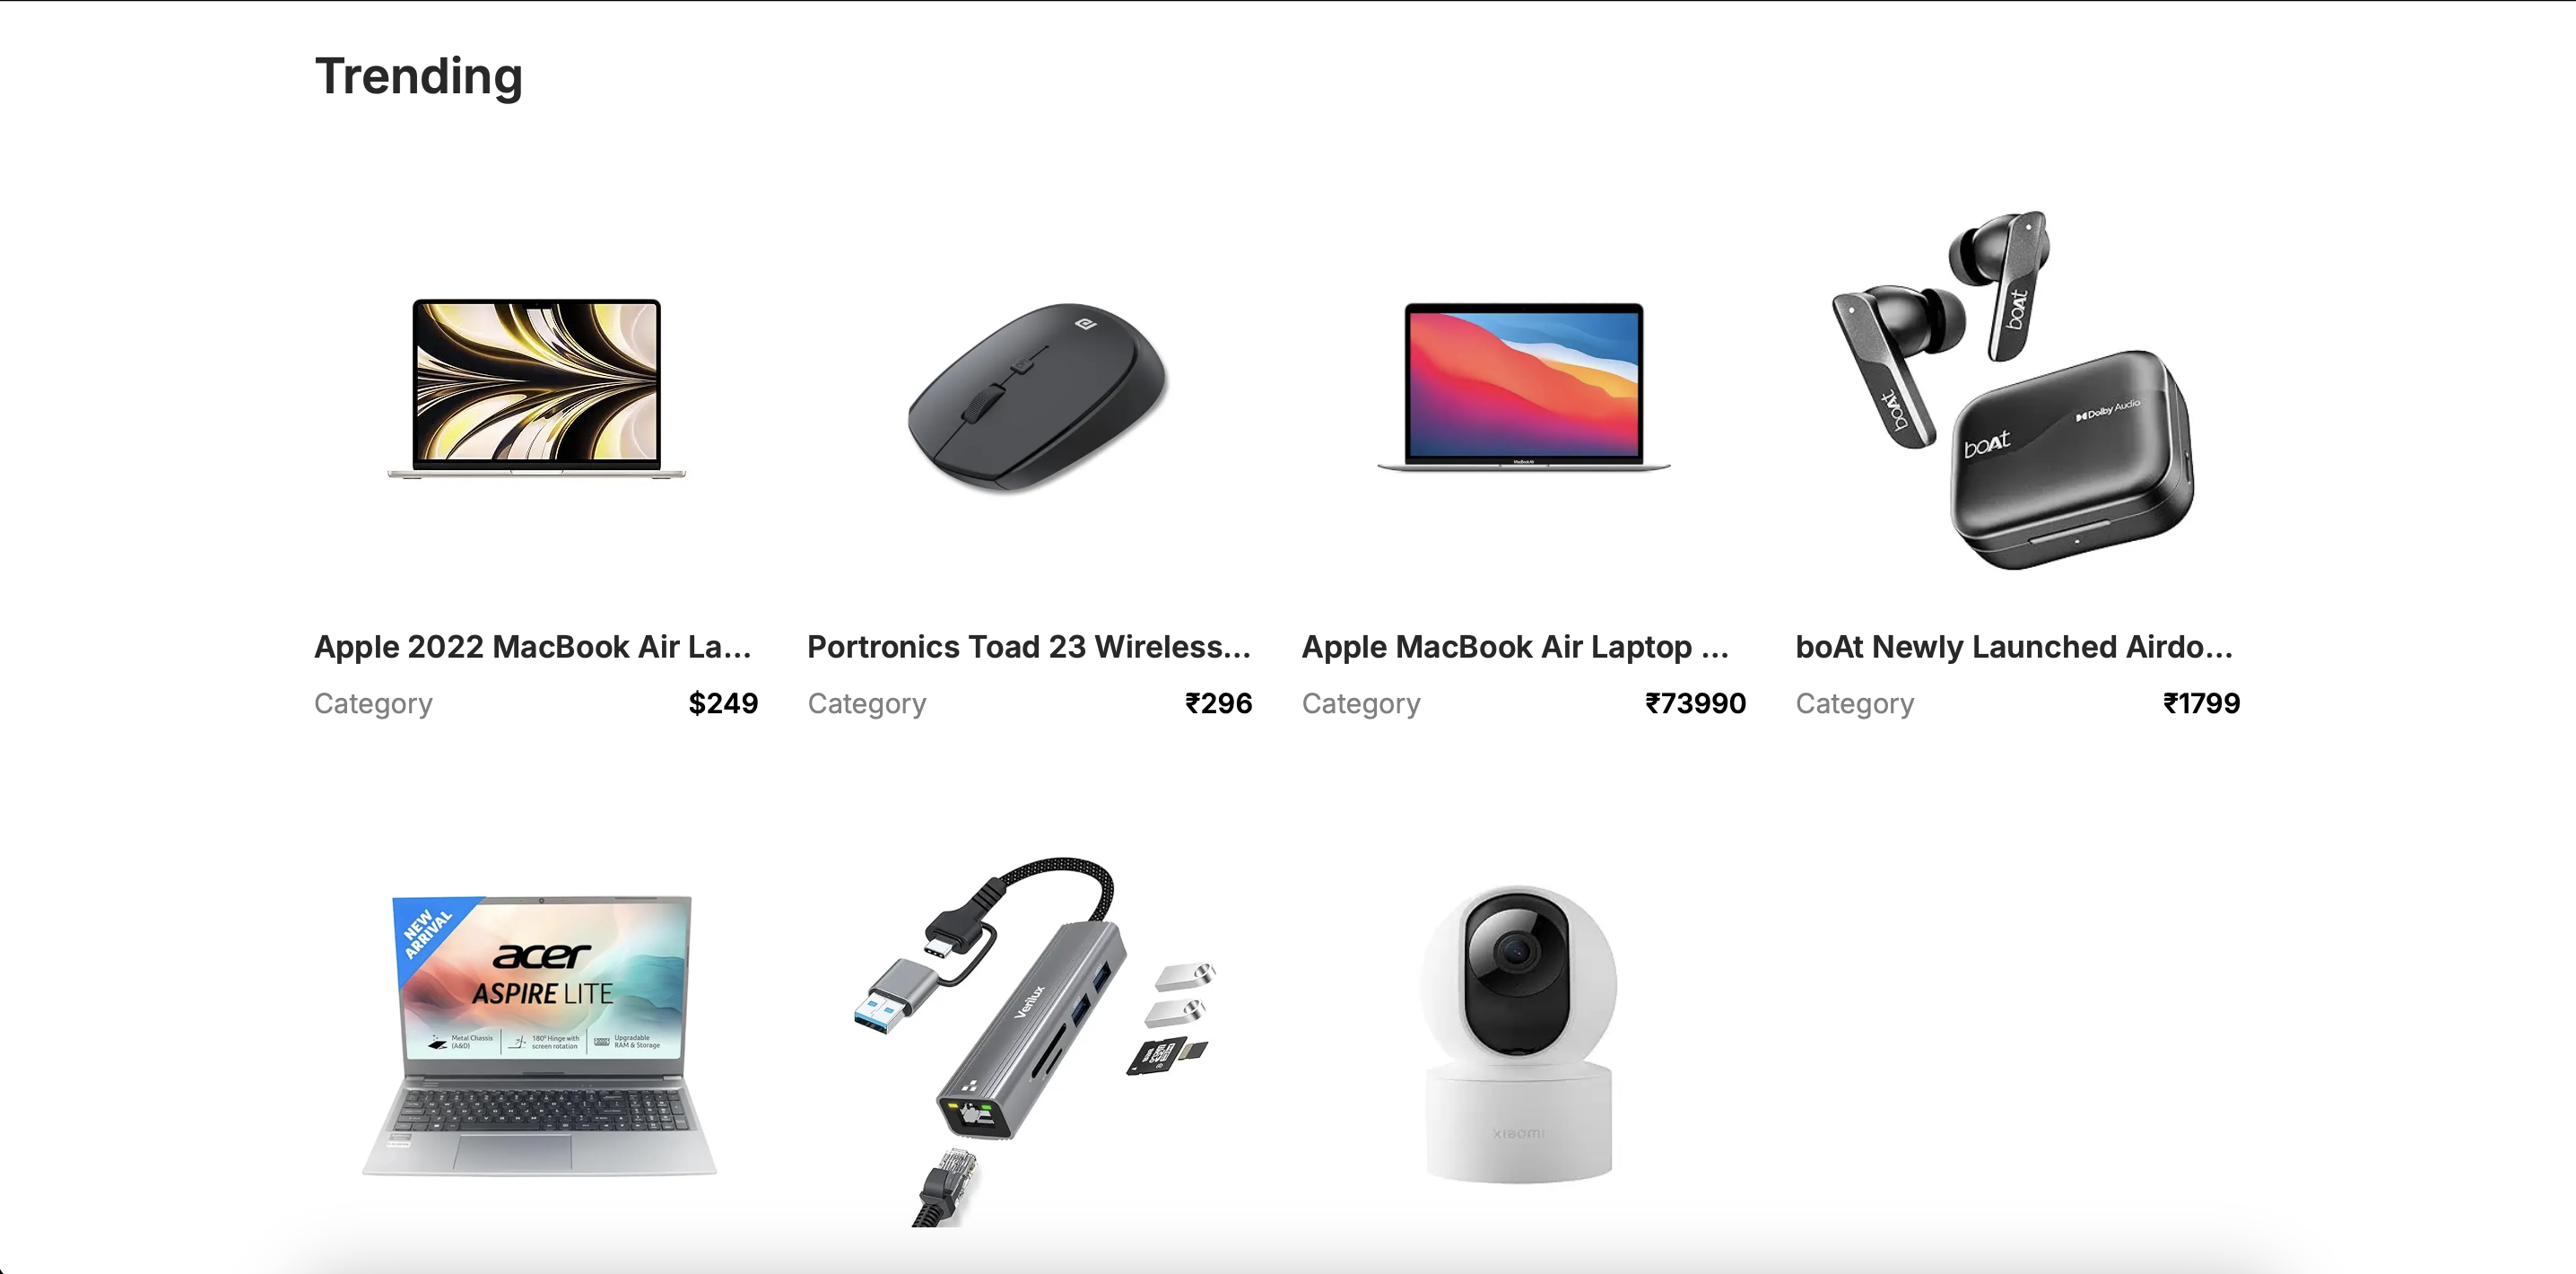 Trending
boAt
boAt
Dolby Audio
boAt
Apple 2022 MacBook Air La...
Portronics Toad 23 Wireless...
Apple MacBook Air Laptop ...
boAt Newly Launched Airdo...
Category
$249
Category
₹296
Category
₹73990
Category
₹1799
NEW
ARRIVAL
acer
ASPIRE LITE
Metal Chassis
(A&D)
180° Hinge with
screen rotation
Upgradable
RAM & Storage
Verilux
xiaomi